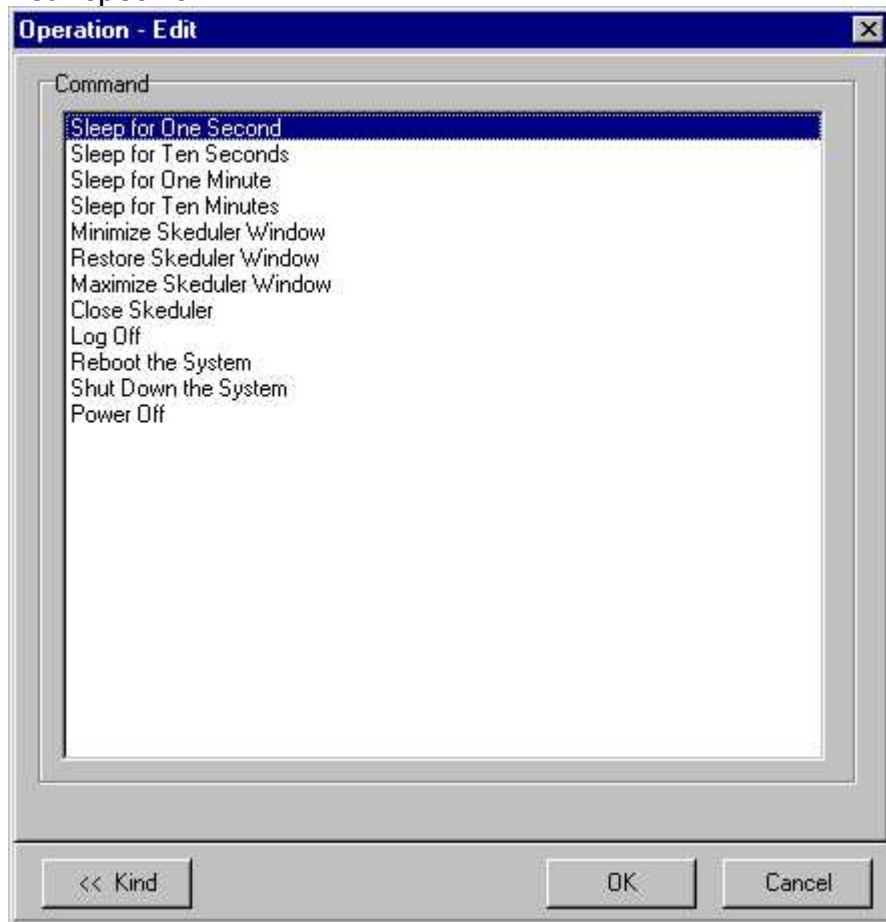 Operation - Edit
Command
Sleep for One Second
Sleep for Ten Seconds
Sleep for One Minute
Sleep for Ten Minutes
Minimize Skeduler Window
Restore Skeduler Window
Maximize Skeduler Window
Close Skeduler
Log Off
Reboot the System
Shut Down the System
Power Off
<< Kind
OK
Cancel